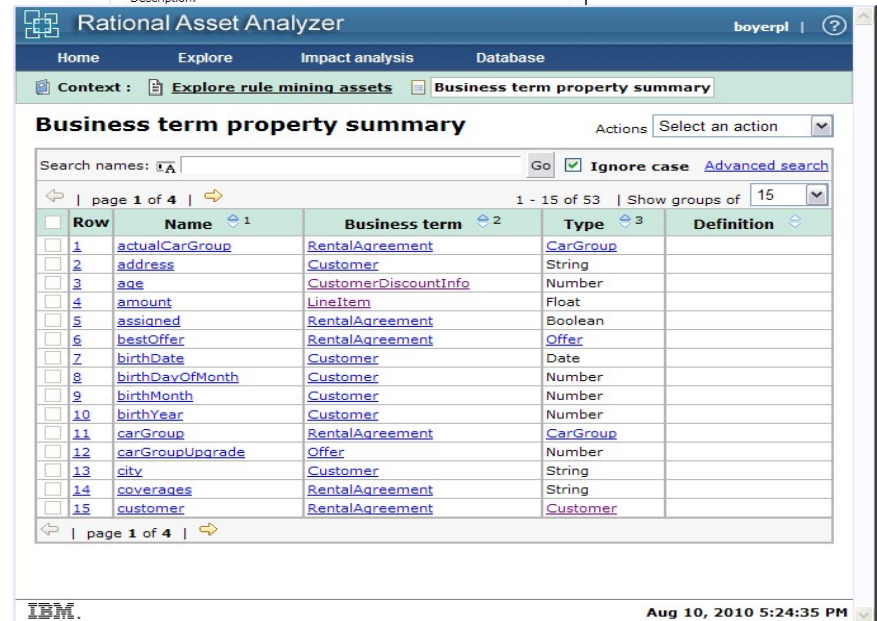 Description:
Rational Asset Analyzer
boyerpl | ?
Home Explore Impact analysis Database
Context : Explore rule mining assets Business term property summary
Business term property summary
Actions Select an action
Search names: A Go Ignore case Advanced search
| page 1 of 4 | 1 - 15 of 53 | Show groups of 15
Row Name 1 Business term 2 Type 3 Definition
1 actualCarGroup RentalAgreement CarGroup
2 address Customer String
3 age CustomerDiscountInfo Number
4 amount LineItem Float
5 assigned RentalAgreement Boolean
6 bestOffer RentalAgreement Offer
7 birthDate Customer Date
8 birthDayOfMonth Customer Number
9 birthMonth Customer Number
10 birthYear Customer Number
11 carGroup RentalAgreement CarGroup
12 carGroupUpgrade Offer Number
13 city Customer String
14 coverages RentalAgreement String
15 customer RentalAgreement Customer
| page 1 of 4 |
IBM. Aug 10, 2010 5:24:35 PM